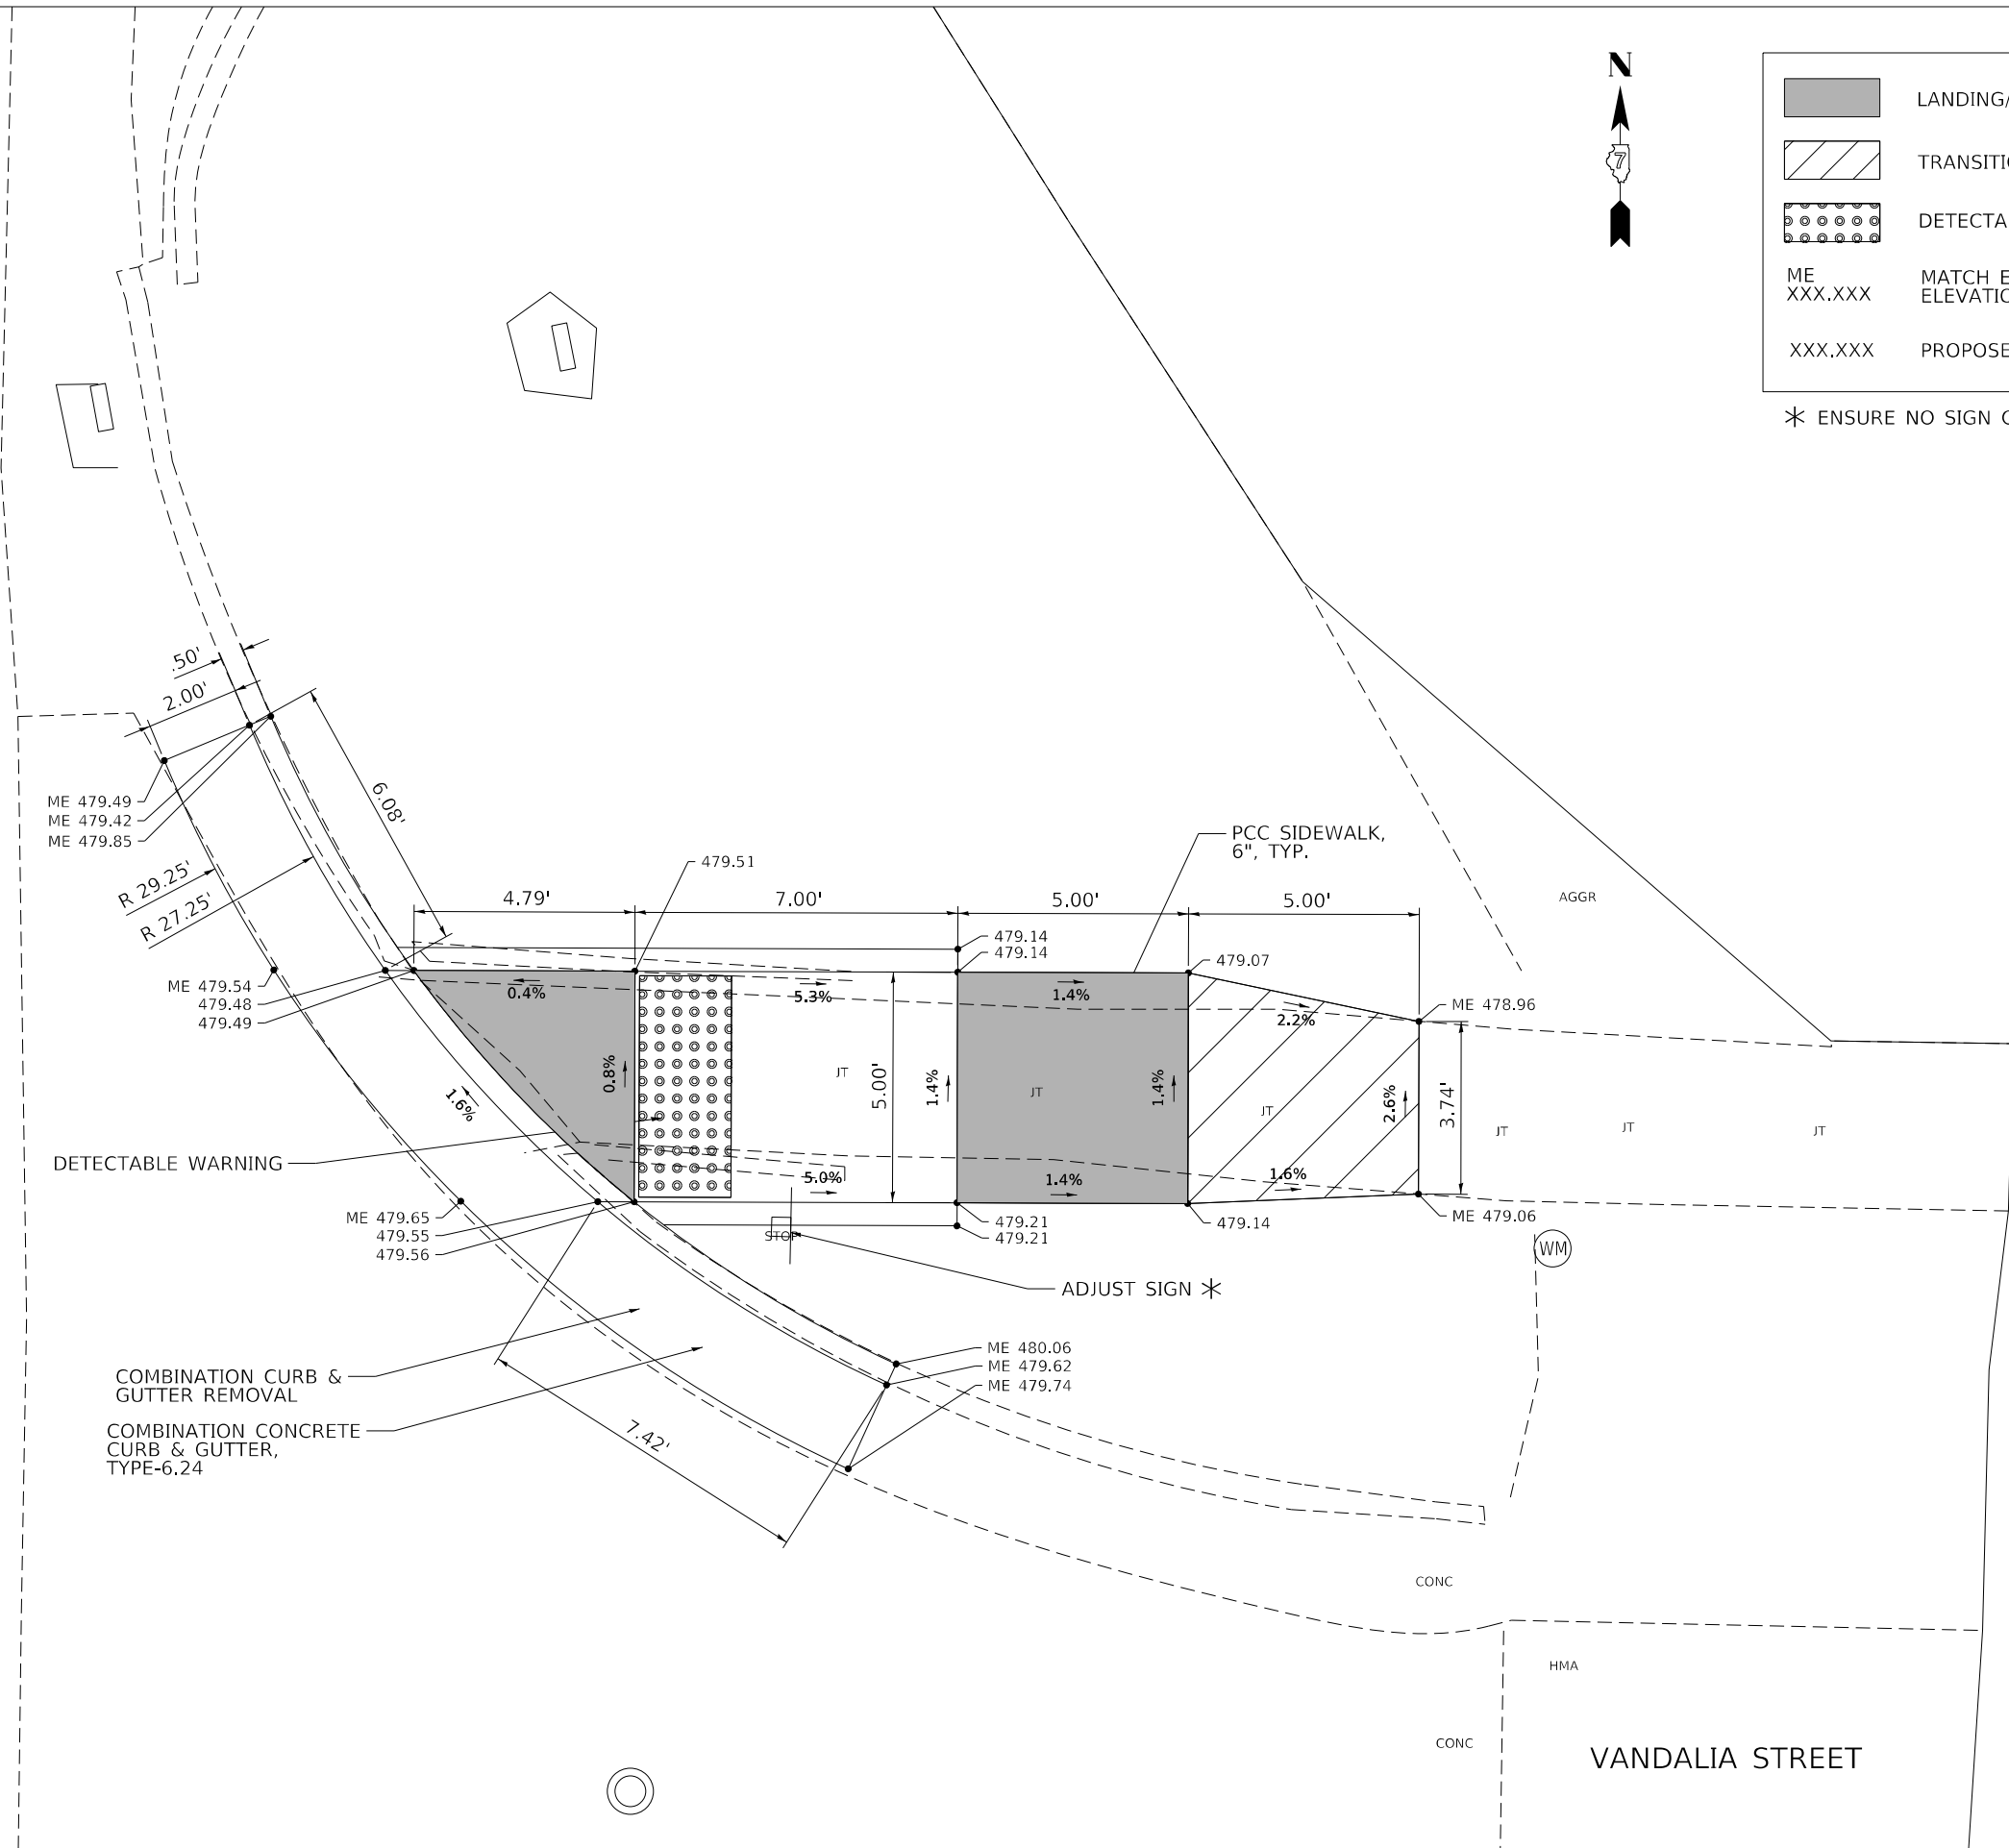 N
7
LANDING/
TRANSITI
DETECTA
ME
XXX.XXX
MATCH E
ELEVATIO
XXX.XXX
PROPOSE
* ENSURE NO SIGN
.50'
2.00'
6.08'
ME 479.49
ME 479.42
ME 479.85
R 29.25'
R 27.25'
479.51
PCC SIDEWALK,
6", TYP.
AGGR
4.79'
7.00'
5.00'
5.00'
479.14
479.14
479.07
ME 479.54
479.48
479.49
0.4%
5.3%
1.4%
2.2%
ME 478.96
1.6%
0.8%
JT
5.00'
1.4%
JT
1.4%
JT
2.6%
3.74'
JT
JT
JT
DETECTABLE WARNING
5.0%
1.4%
1.6%
ME 479.65
479.55
479.56
STOP
479.21
479.21
479.14
ME 479.06
WM
ADJUST SIGN *
ME 480.06
ME 479.62
ME 479.74
COMBINATION CURB &
GUTTER REMOVAL
COMBINATION CONCRETE
CURB & GUTTER,
TYPE-6.24
7.42'
CONC
HMA
CONC
VANDALIA STREET